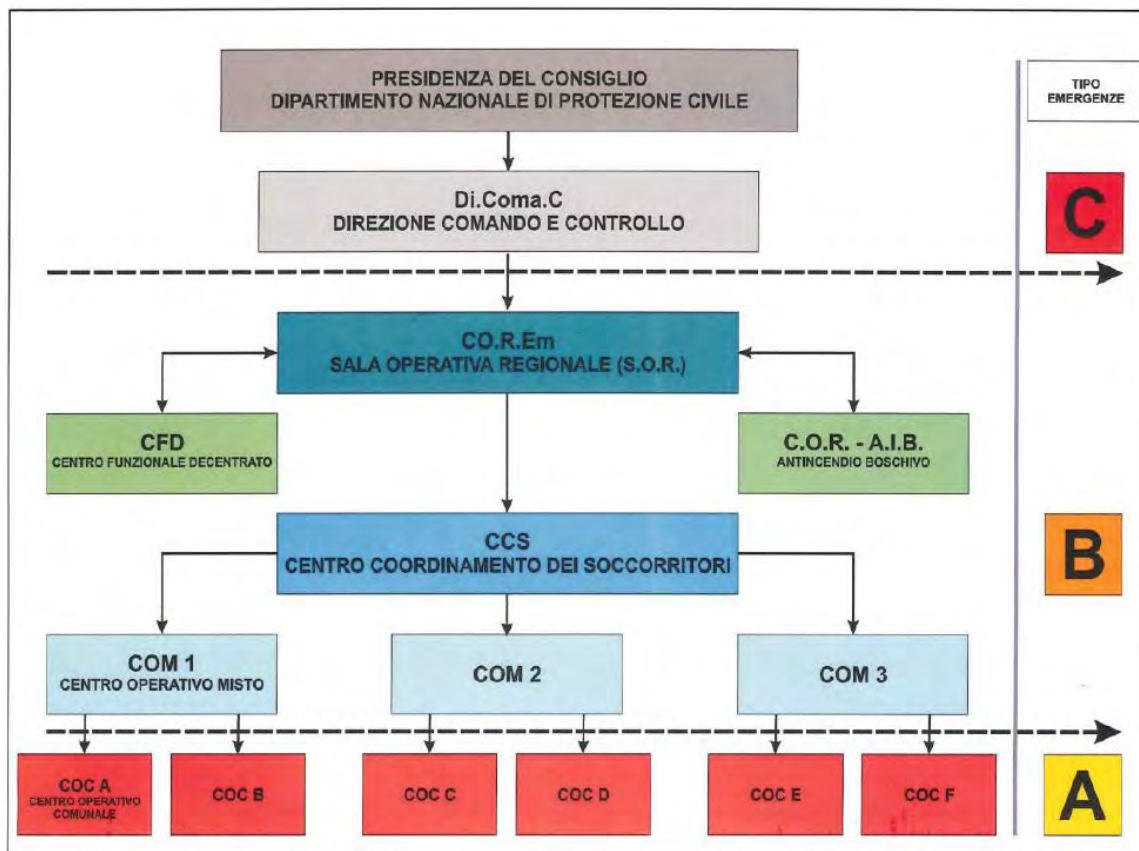 PRESIDENZA DEL CONSIGLIO
DIPARTIMENTO NAZIONALE DI PROTEZIONE CIVILE
TIPO
EMERGENZE
Di.Coma.C
DIREZIONE COMANDO E CONTROLLO
C
CO.R.Em
SALA OPERATIVA REGIONALE (S.O.R.)
CFD
CENTRO FUNZIONALE DECENTRATO
C.O.R. - A.I.B.
ANTINCENDIO BOSCHIVO
CCS
CENTRO COORDINAMENTO DEI SOCCORRITORI
B
COM 1
CENTRO OPERATIVO MISTO
COM 2
COM 3
COC A
CENTRO OPERATIVO
COMUNALE
COC B
COC C
COC D
COC E
COC F
A